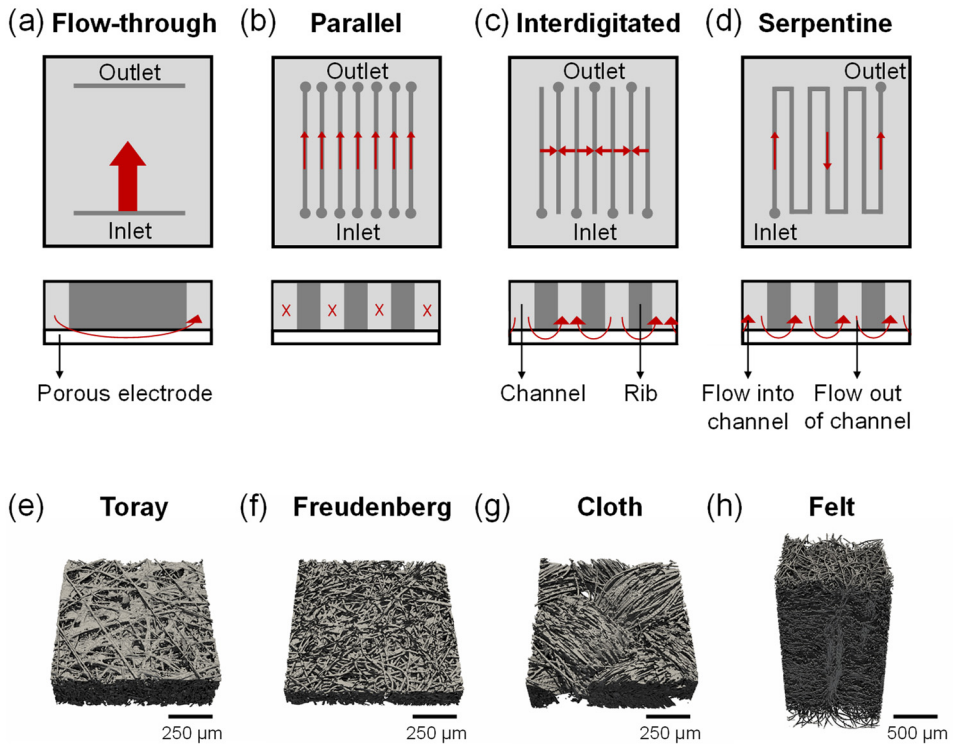 (a) Flow-through
(b) Parallel
(c) Interdigitated
(d) Serpentine
Outlet
Inlet
Outlet
Inlet
Outlet
Inlet
Outlet
Inlet
x x x x
Porous electrode
Channel
Rib
Flow into
channel
Flow out
of channel
(e) Toray
(f) Freudenberg
(g) Cloth
(h) Felt
250 µm
250 µm
250 µm
500 µm